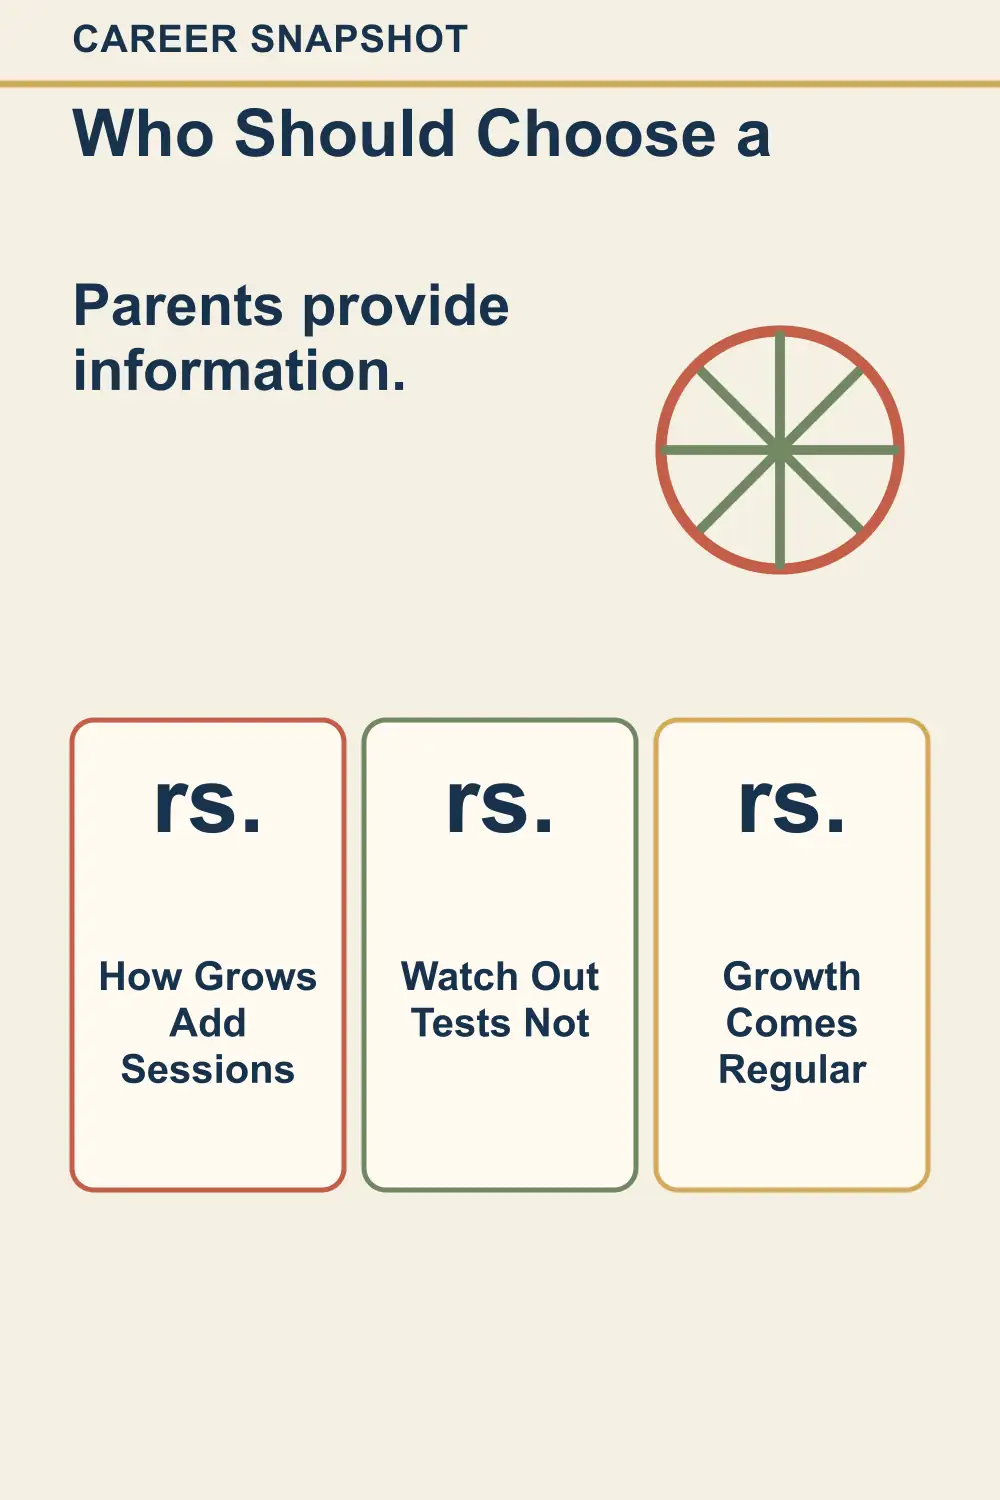 CAREER SNAPSHOT
Who Should Choose a
Parents provide
information.
rs.
How Grows
Add
Sessions
rs.
Watch Out
Tests Not
rs.
Growth
Comes
Regular